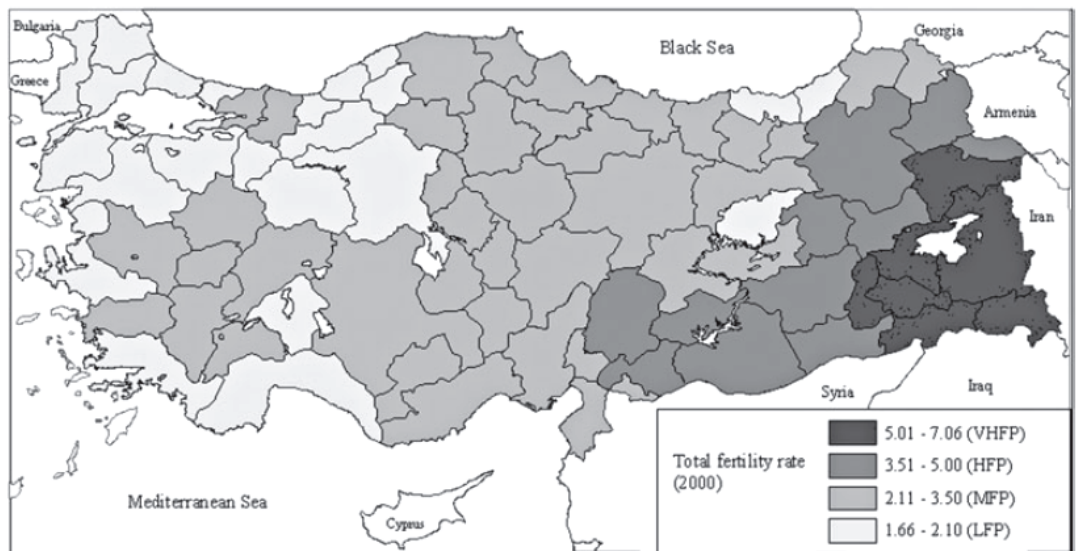 Bulgaria
Black Sea
Georgia
Greece
Armenia
Iran
Syria
Iraq
Mediterranean Sea
Cyprus
Total fertility rate
(2000)
5.01 - 7.06 (VHFP)
3.51 - 5.00 (HFP)
2.11 - 3.50 (MFP)
1.66 - 2.10 (LFP)